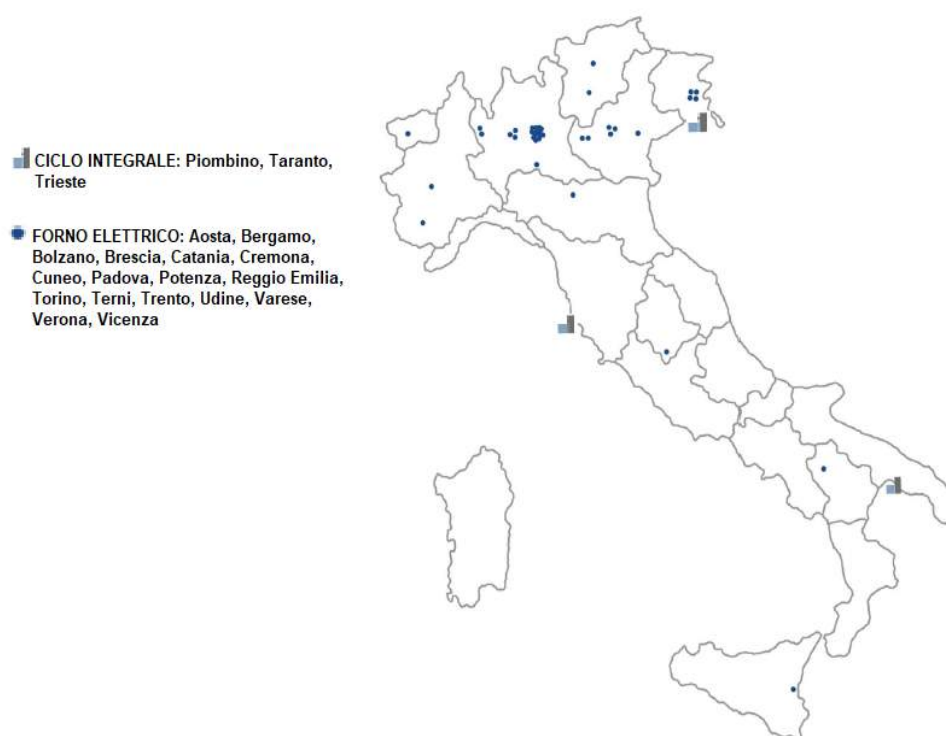 CICLO INTEGRALE: Piombino, Taranto,
Trieste
FORNO ELETTRICO: Aosta, Bergamo,
Bolzano, Brescia, Catania, Cremona,
Cuneo, Padova, Potenza, Reggio Emilia,
Torino, Terni, Trento, Udine, Varese,
Verona, Vicenza